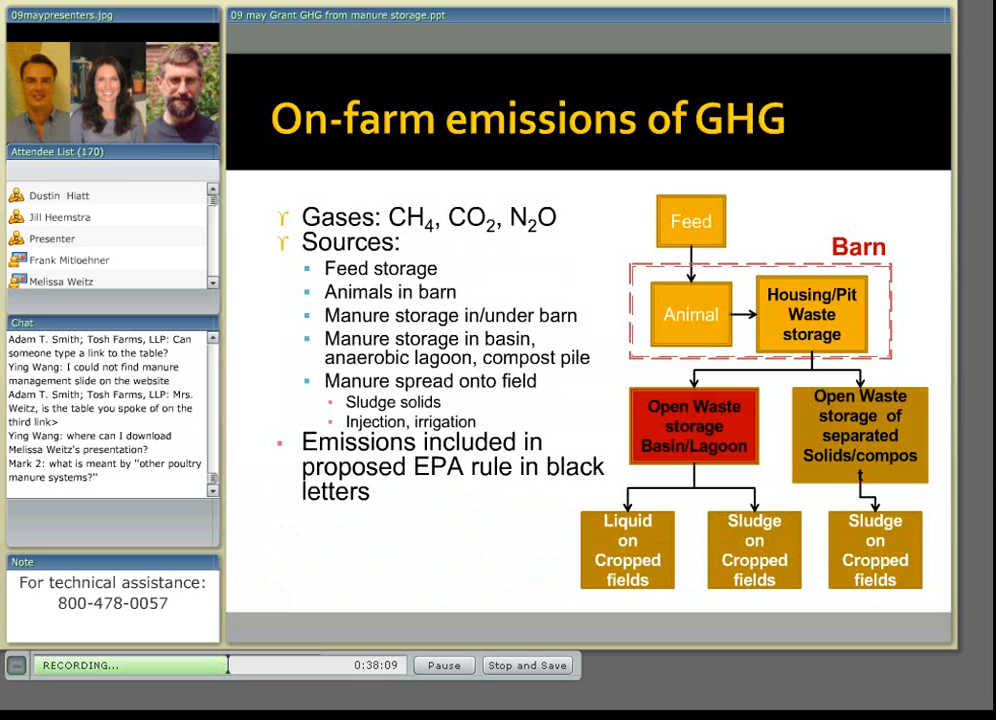 09maypresenters.jpg
Attendee List (170)
Dustin Hiatt
Jill Heemstra
Presenter
Frank Mitloehner
Melissa Weitz
Chat
Adam T. Smith; Tosh Farms, LLP: Can
someone type a link to the table?
Ying Wang: I could not find manure
management slide on the website
Adam T. Smith; Tosh Farms, LLP: Mrs.
Weitz, is the table you spoke of on the
third link>
Ying Wang: where can I download
Melissa Weitz's presentation?
Mark 2: what is meant by "other poultry
manure systems?"
Note
For technical assistance:
800-478-0057
09 may Grant GHG from manure storage.ppt
On-farm emissions of GHG
Gases: CH₄, CO₂, N₂O
Sources:
Feed storage
Animals in barn
Manure storage in/under barn
Manure storage in basin,
anaerobic lagoon, compost pile
Manure spread onto field
Sludge solids
Injection, irrigation
Emissions included in
proposed EPA rule in black
letters
Feed
Barn
Animal
Housing/Pit
Waste
storage
Open Waste
storage
Basin/Lagoon
Open Waste
storage of
separated
Solids/compos
t
Liquid
on
Cropped
fields
Sludge
on
Cropped
fields
Sludge
on
Cropped
fields
RECORDING...
0:38:09
Pause
Stop and Save